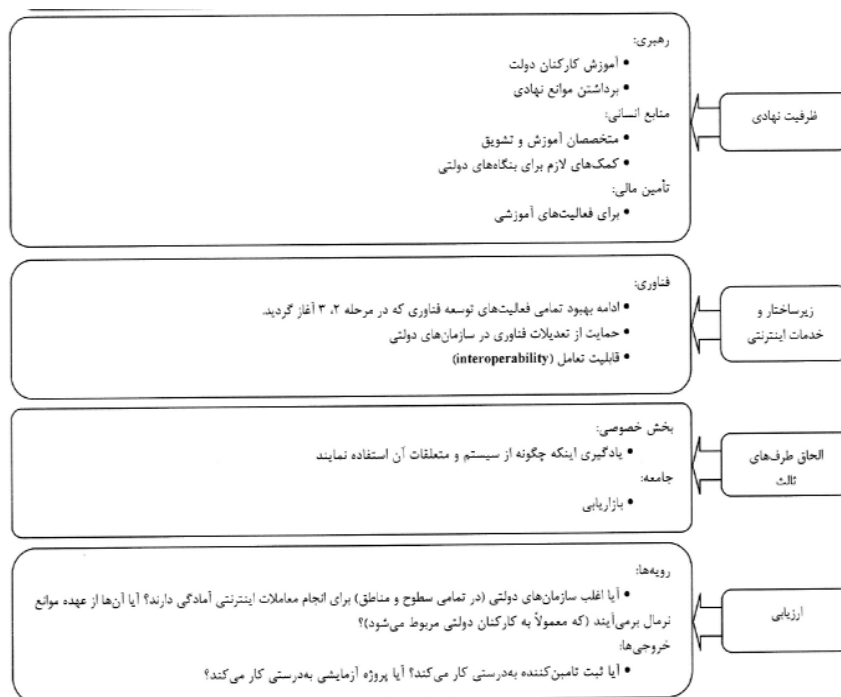 رهبری:
• آموزش کارکنان دولت
• برداشتن موانع نهادی
منابع انسانی:
• متخصصان آموزش و تشویق
• کمک‌های لازم برای بنگاه‌های دولتی
تأمین مالی:
• برای فعالیت‌های آموزشی
ظرفیت نهادی
فناوری:
• ادامه بهبود تمامی فعالیت‌های توسعه فناوری که در مرحله ۲، ۳ آغاز گردید.
• حمایت از تعدیلات فناوری در سازمان‌های دولتی
• قابلیت تعامل (interoperability)
زیرساختار و
خدمات اینترنتی
بخش خصوصی:
• یادگیری اینکه چگونه از سیستم و متعلقات آن استفاده نمایند
جامعه:
• بازاریابی
الحاق طرف‌های
ثالث
رویه‌ها:
• آیا اغلب سازمان‌های دولتی (در تمامی سطوح و مناطق) برای انجام معاملات اینترنتی آمادگی دارند؟ آیا آن‌ها از عهده موانع
نرمال برمی‌آیند (که معمولاً به کارکنان دولتی مربوط می‌شود)؟
خروجی‌ها:
• آیا ثبت تامین‌کننده به‌درستی کار می‌کند؟ آیا پروژه آزمایشی به‌درستی کار می‌کند؟
ارزیابی